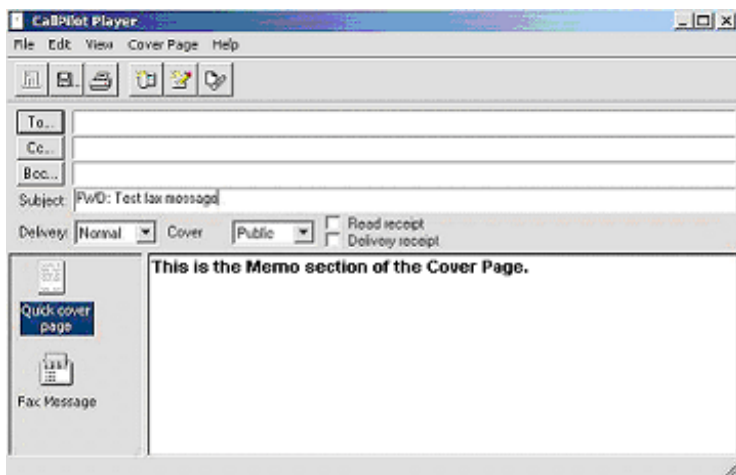 CallPilot Player
File Edit View Cover Page Help
To...
Cc...
Bcc...
Subject: FWD: Test fax message
Delivery: Normal Cover Public Read receipt
Delivery receipt
This is the Memo section of the Cover Page.
Quick cover
page
Fax Message